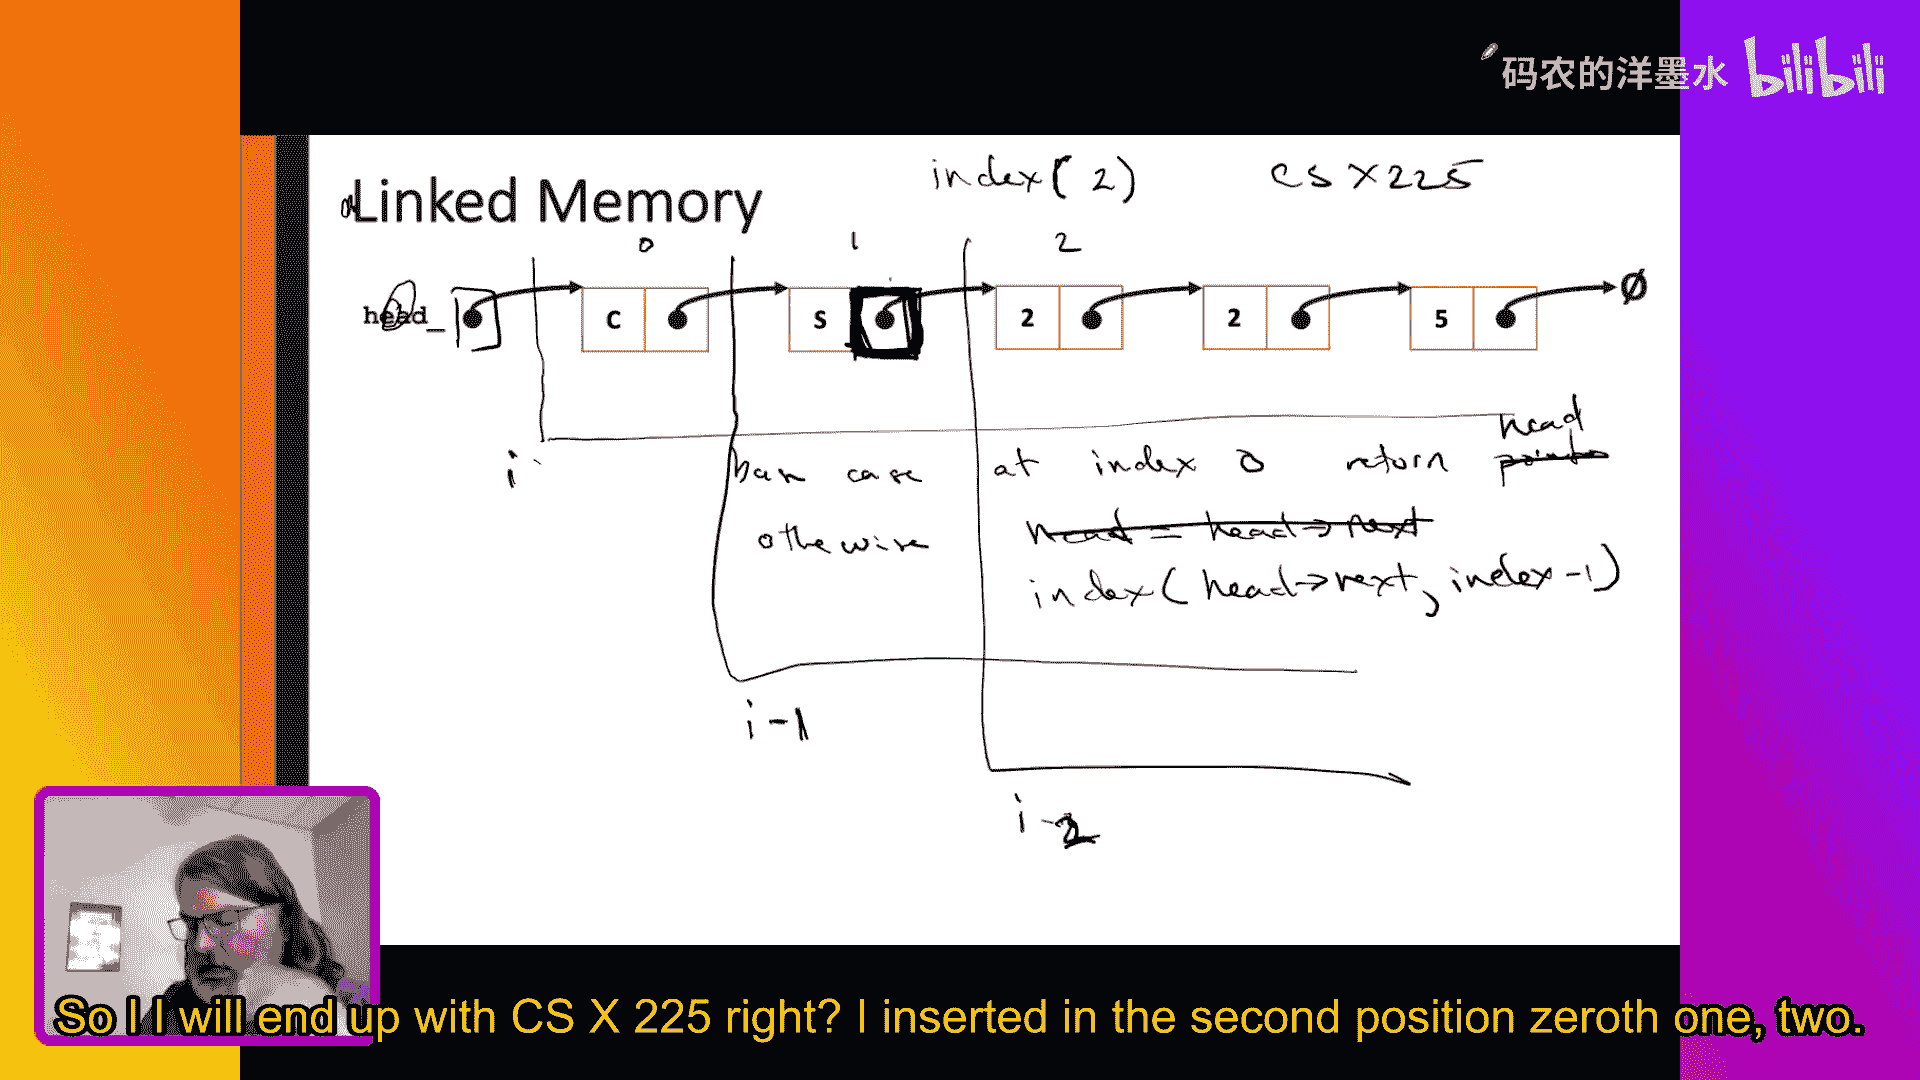 码农的洋墨水 bilibili
Linked Memory
index(2)
CS X 225
0 1 2
head_
C S 2 2 5 Ø
i
head
base case at index 0 return points
otherwise head = head->next
index(head->next, index-1)
i-1
i-2
So I I will end up with CS X 225 right? I inserted in the second position zeroth one, two.